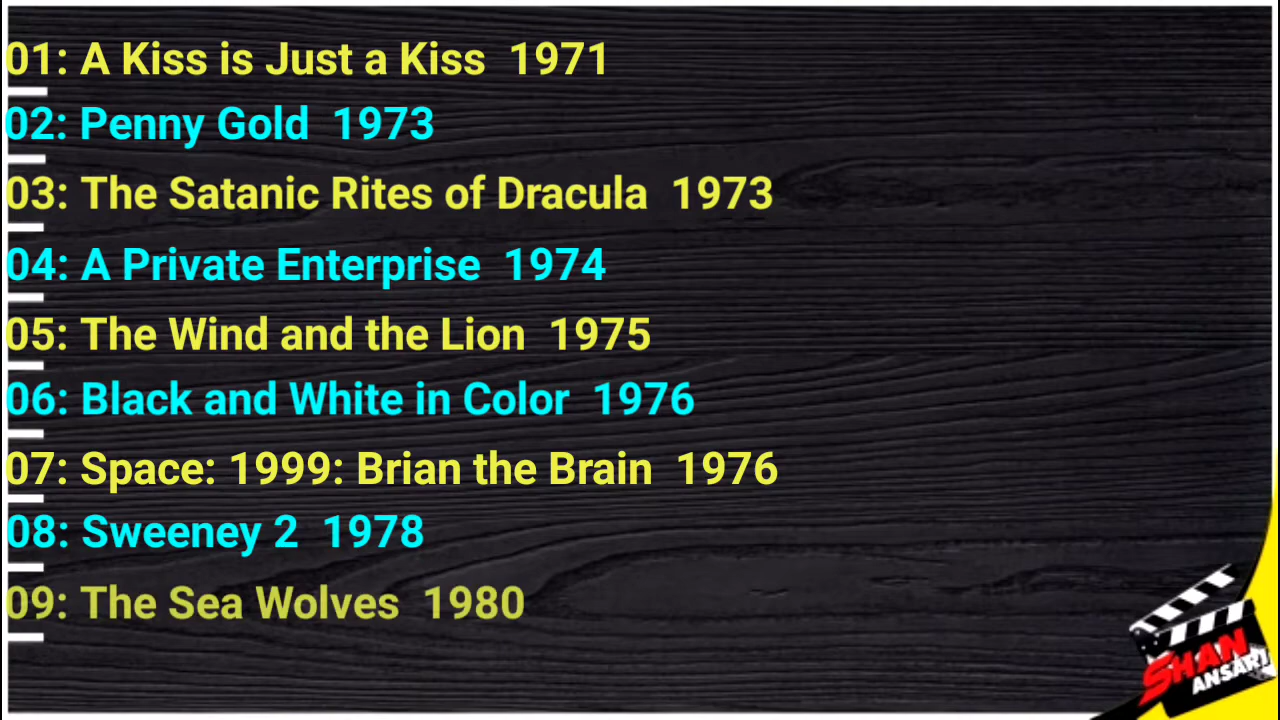 01: A Kiss is Just a Kiss 1971
02: Penny Gold 1973
03: The Satanic Rites of Dracula 1973
04: A Private Enterprise 1974
05: The Wind and the Lion 1975
06: Black and White in Color 1976
07: Space: 1999: Brian the Brain 1976
08: Sweeney 2 1978
09: The Sea Wolves 1980
SHAN
ANSARI